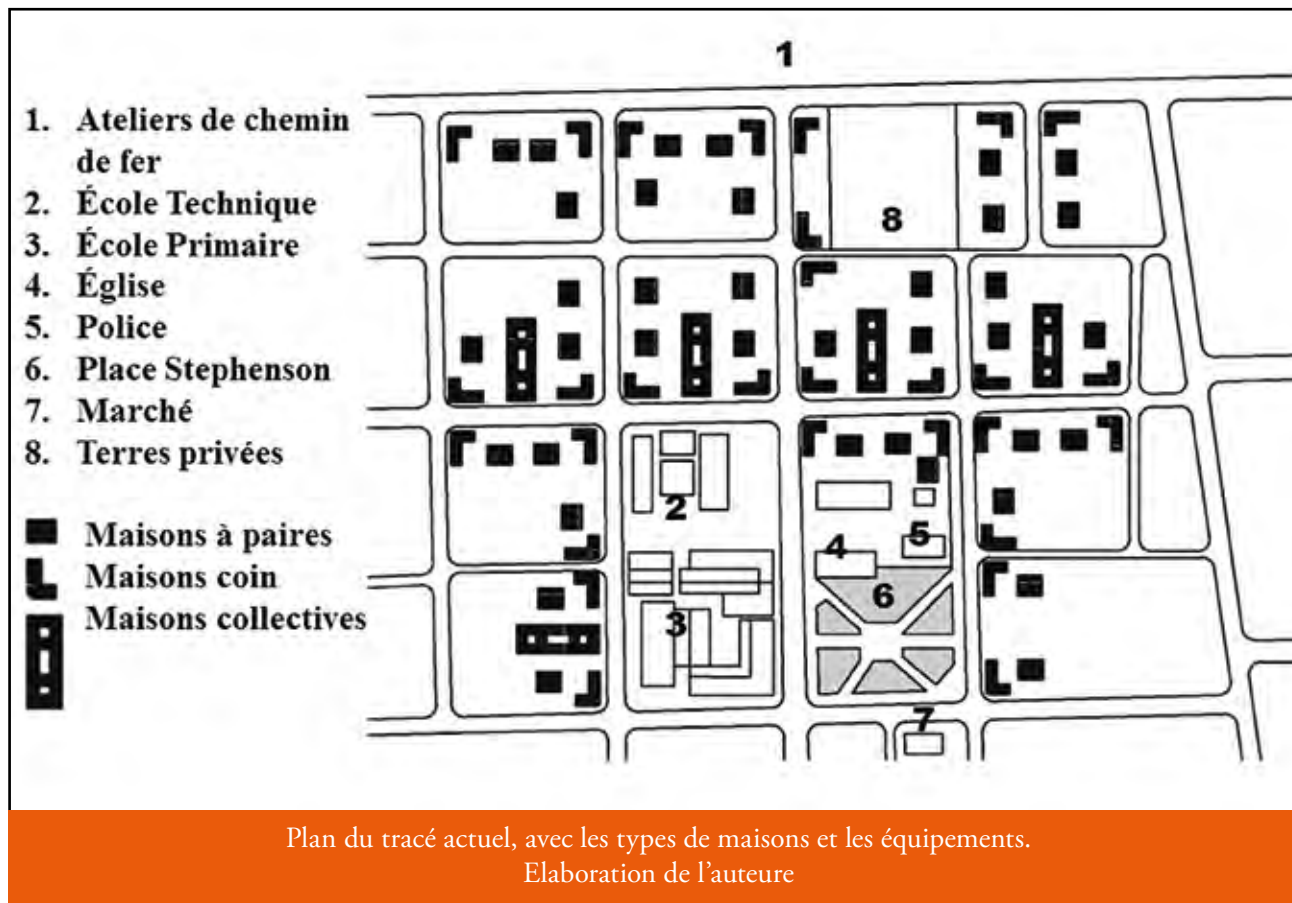 1
1. Ateliers de chemin
de fer
2. École Technique
3. École Primaire
4. Église
5. Police
6. Place Stephenson
7. Marché
8. Terres privées
Maisons à paires
Maisons coin
Maisons collectives
8
2
5
4
6
3
7
Plan du tracé actuel, avec les types de maisons et les équipements.
Elaboration de l'auteure